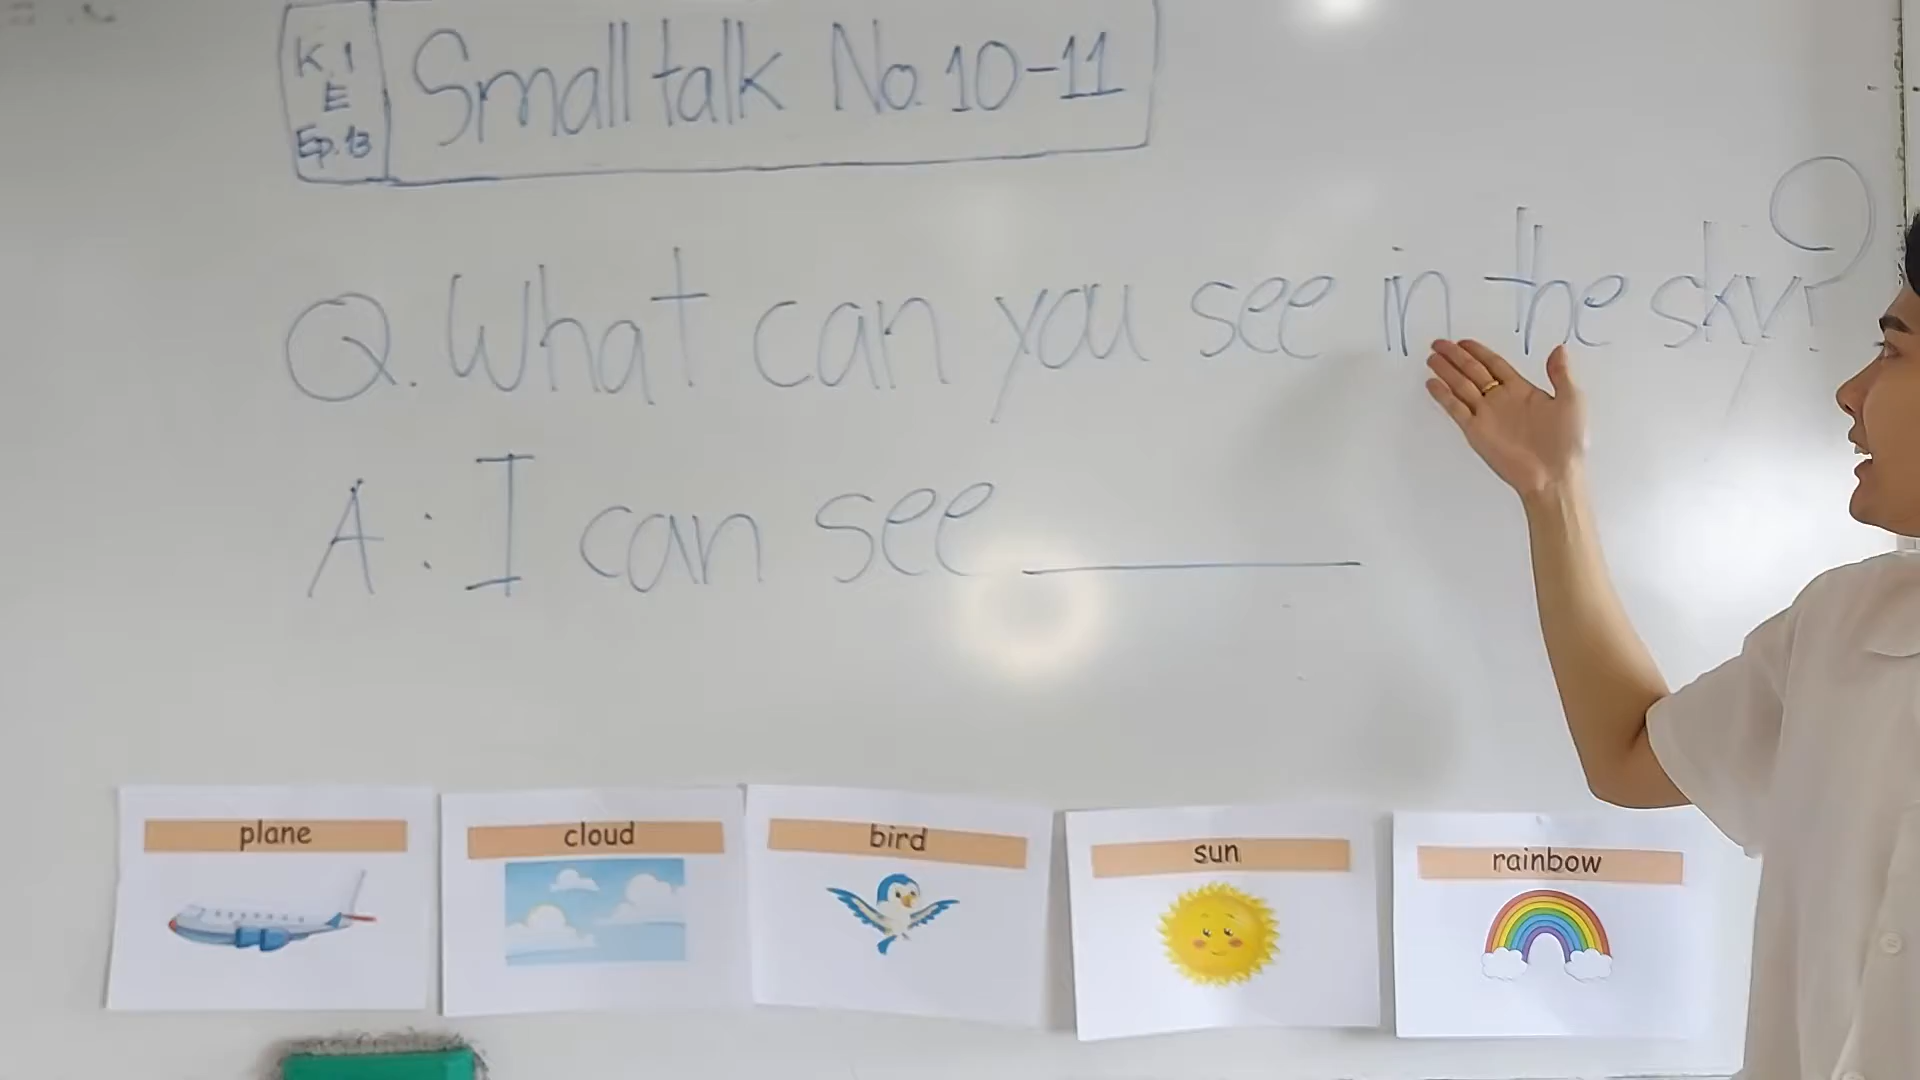 K.1
E
Ep.13
Small talk No. 10-11
Q. What can you see in the sky?
A : I can see ________
plane
cloud
bird
sun
rainbow